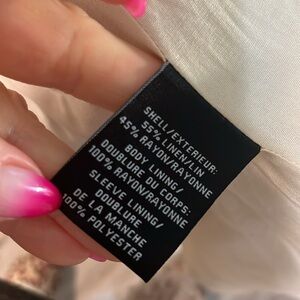 SHELL/EXTERIEUR:
55% LINEN/LIN
45% RAYON/RAYONNE
BODY LINING/
DOUBLURE DU CORPS:
100% RAYON/RAYONNE
SLEEVE LINING/
DOUBLURE
DE LA MANCHE
100% POLYESTER